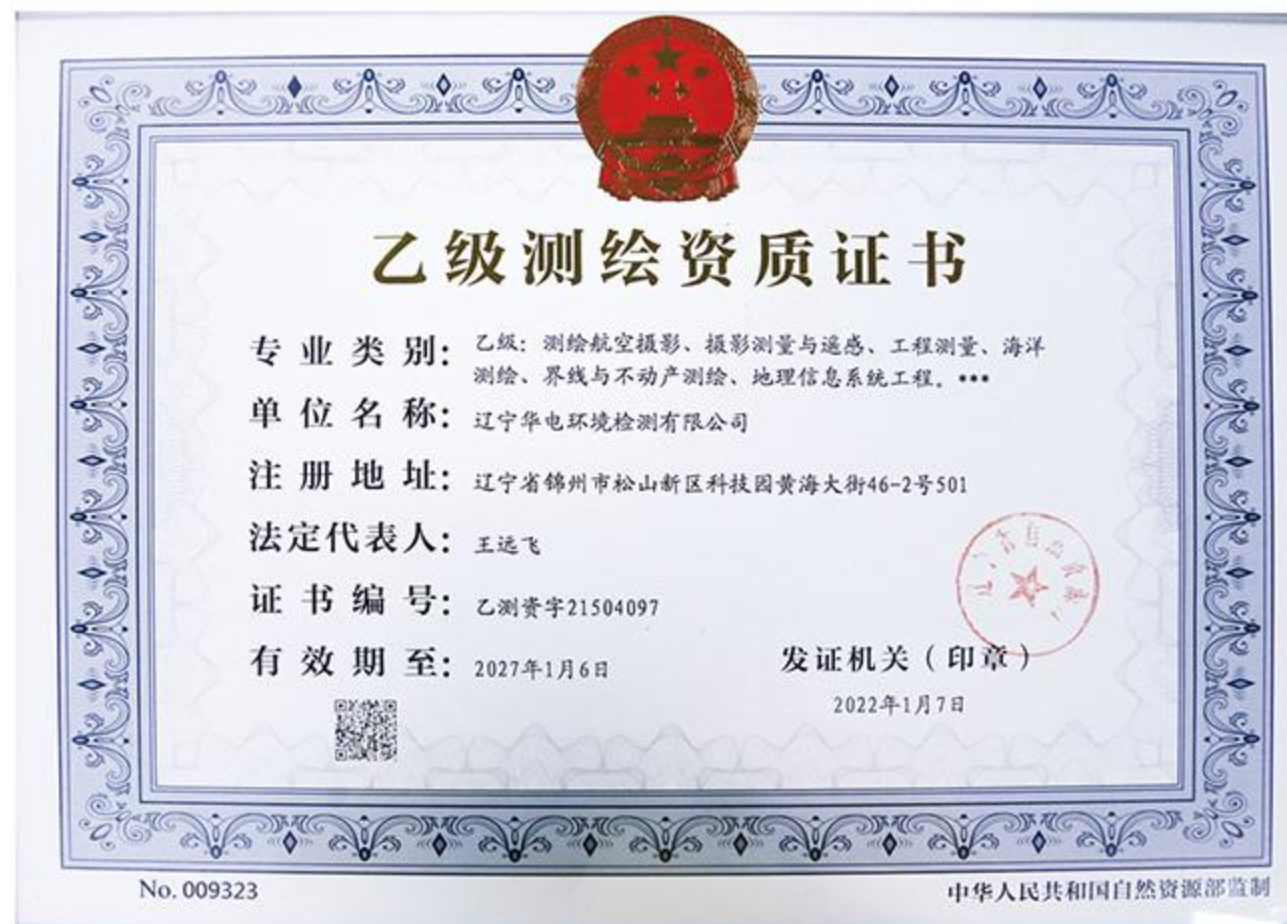 乙级测绘资质证书
专业类别：乙级：测绘航空摄影、摄影测量与遥感、工程测量、海洋
测绘、界线与不动产测绘、地理信息系统工程。***
单位名称：辽宁华电环境检测有限公司
注册地址：辽宁省锦州市松山新区科技园黄海大街46-2号501
法定代表人：王远飞
证书编号：乙测资字21504097
有效期至：2027年1月6日
发证机关（印章）
2022年1月7日
No. 009323
中华人民共和国自然资源部监制